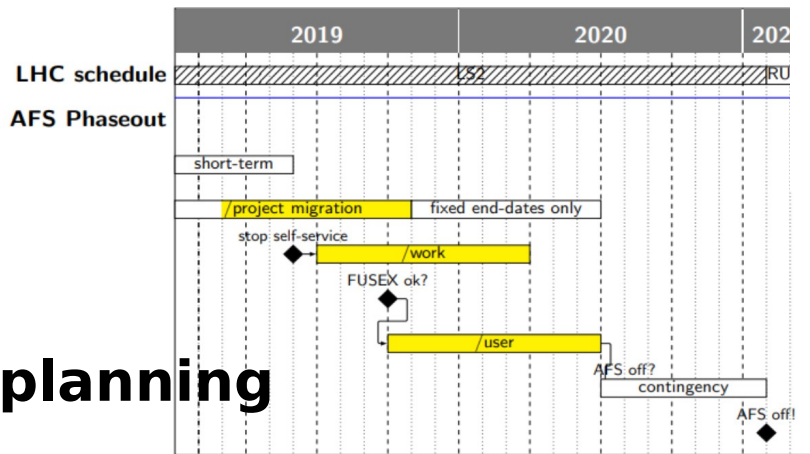 2019 2020 202
LHC schedule LS2 RU
AFS Phaseout
short-term
/project migration fixed end-dates only
stop self-service
/work
FUSEX ok?
/user
AFS off?
planning contingency
AFS off!